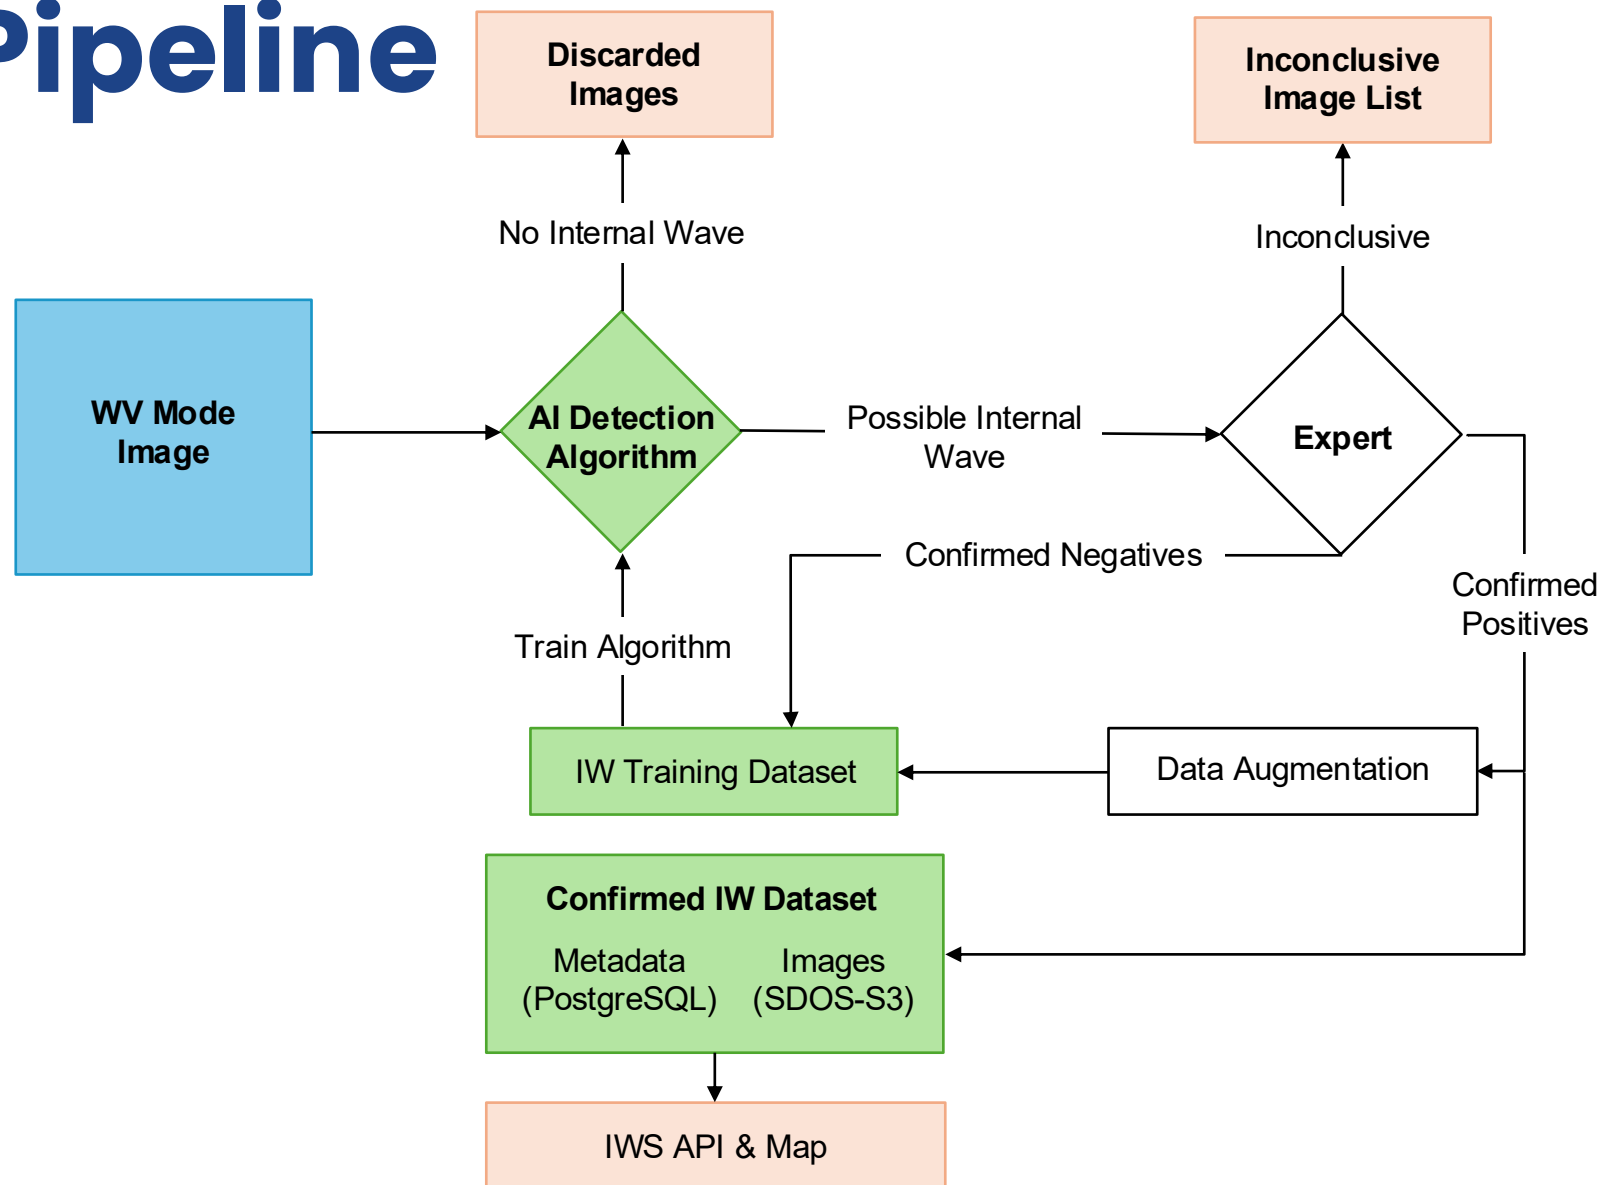 Pipeline
Discarded
Images
Inconclusive
Image List
No Internal Wave
Inconclusive
WV Mode
Image
AI Detection
Algorithm
Possible Internal
Wave
Expert
Confirmed Negatives
Confirmed
Positives
Train Algorithm
IW Training Dataset
Data Augmentation
Confirmed IW Dataset
Metadata
(PostgreSQL)
Images
(SDOS-S3)
IWS API & Map